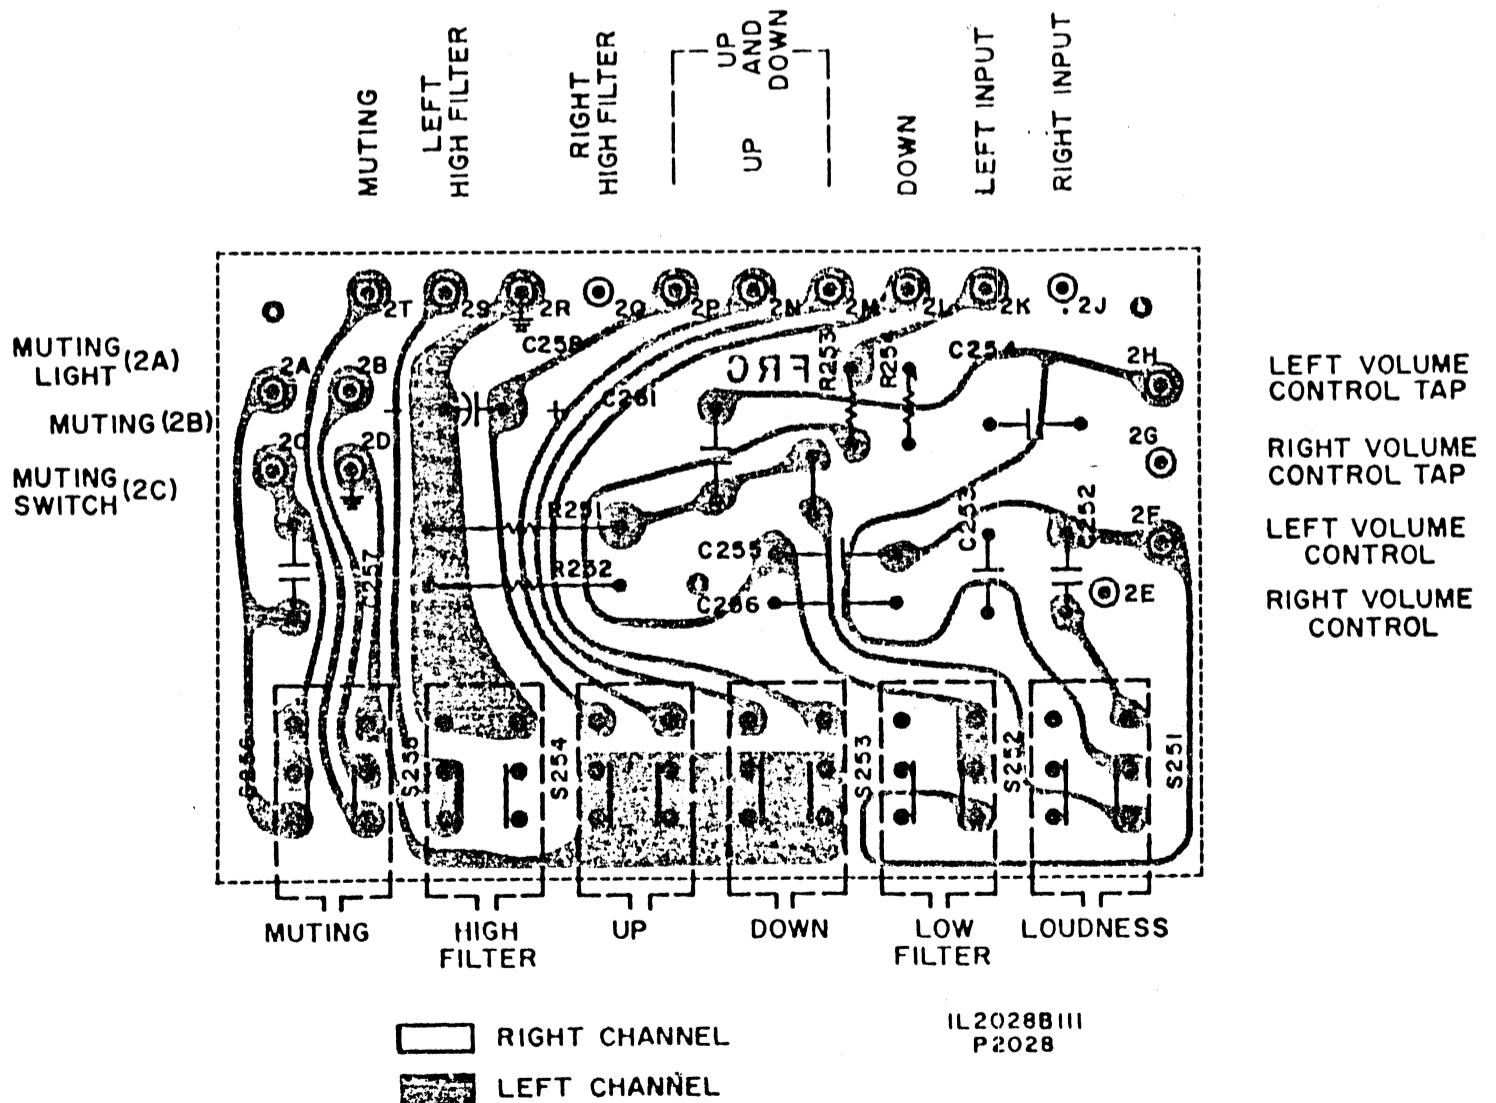 MUTING
LEFT
HIGH FILTER
RIGHT
HIGH FILTER
UP
AND
DOWN
UP
DOWN
LEFT INPUT
RIGHT INPUT
2T
2S
2R
2Q
2P
2N
2M
2L
2K
2J
MUTING (2A)
LIGHT
MUTING (2B)
MUTING (2C)
SWITCH
2A
2B
2C
2D
C258
C261
FRC
R253
R254
C254
2H
2G
2F
2E
LEFT VOLUME
CONTROL TAP
RIGHT VOLUME
CONTROL TAP
LEFT VOLUME
CONTROL
RIGHT VOLUME
CONTROL
R251
R252
C257
C255
C256
C253
C252
S256
S255
S254
S253
S252
S251
MUTING
HIGH
FILTER
UP
DOWN
LOW
FILTER
LOUDNESS
RIGHT CHANNEL
LEFT CHANNEL
IL2028BIII
P2028